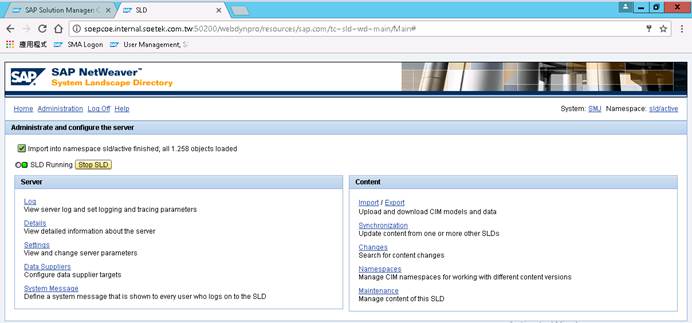 SAP Solution Manager: C
SLD
soepcoe.internal.soetek.com.tw:50200/webdynpro/resources/sap.com/tc~sld~wd~main/Main#
應用程式 SMA Logon User Management, S
SAP
SAP NetWeaver™
System Landscape Directory
Home Administration Log Off Help
System: SMJ Namespace: sld/active
Administrate and configure the server
Import into namespace sld/active finished; all 1.258 objects loaded
SLD Running Stop SLD
Server
Log
View server log and set logging and tracing parameters
Details
View detailed information about the server
Settings
View and change server parameters
Data Suppliers
Configure data supplier targets
System Message
Define a system message that is shown to every user who logs on to the SLD
Content
Import / Export
Upload and download CIM models and data
Synchronization
Update content from one or more other SLDs
Changes
Search for content changes
Namespaces
Manage CIM namespaces for working with different content versions
Maintenance
Manage content of this SLD